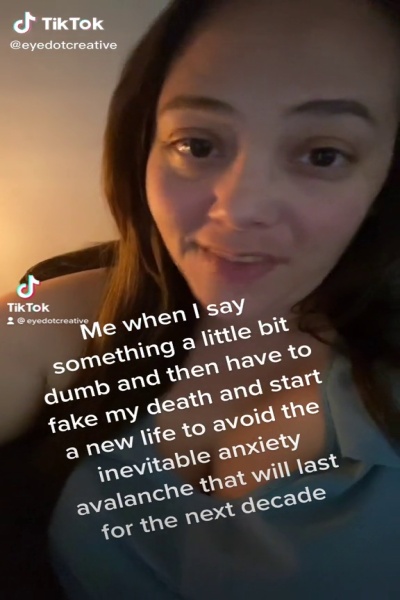 TikTok
@eyedotcreative
TikTok
@eyedotcreative
Me when I say
something a little bit
dumb and then have to
fake my death and start
a new life to avoid the
inevitable anxiety
avalanche that will last
for the next decade